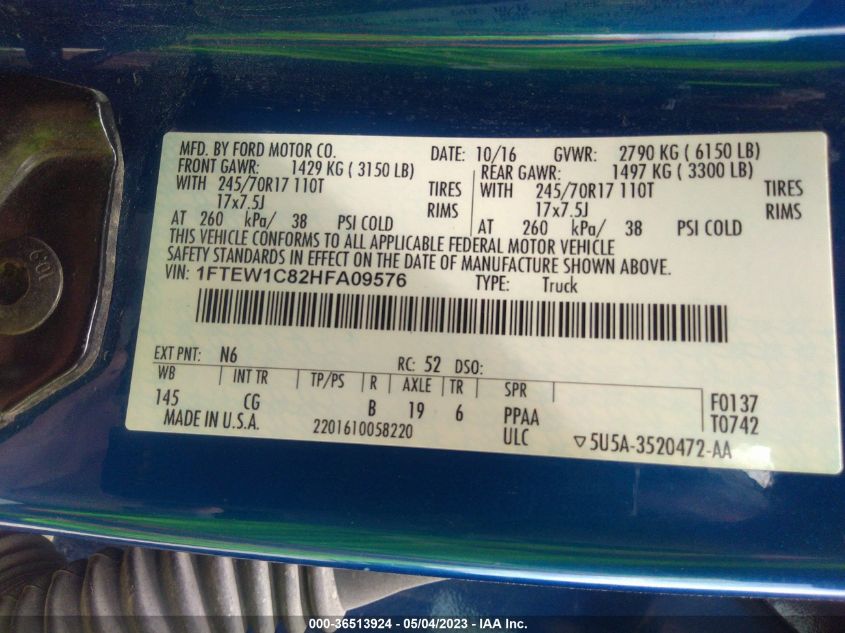 MFD. BY FORD MOTOR CO. DATE: 10/16 GVWR: 2790 KG ( 6150 LB)
FRONT GAWR: 1429 KG ( 3150 LB) REAR GAWR: 1497 KG ( 3300 LB)
WITH 245/70R17 110T TIRES WITH 245/70R17 110T TIRES
17x7.5J RIMS 17x7.5J RIMS
AT 260 kPa/ 38 PSI COLD AT 260 kPa/ 38 PSI COLD
THIS VEHICLE CONFORMS TO ALL APPLICABLE FEDERAL MOTOR VEHICLE
SAFETY STANDARDS IN EFFECT ON THE DATE OF MANUFACTURE SHOWN ABOVE.
VIN: 1FTEW1C82HFA09576 TYPE: Truck
EXT PNT: N6 RC: 52 DSO:
WB INT TR TP/PS R AXLE TR SPR
145 CG B 19 6 PPAA F0137
MADE IN U.S.A. 2201610058220 ULC T0742
▽5U5A-3520472-AA
10.9
000-36513924 - 05/04/2023 - IAA Inc.